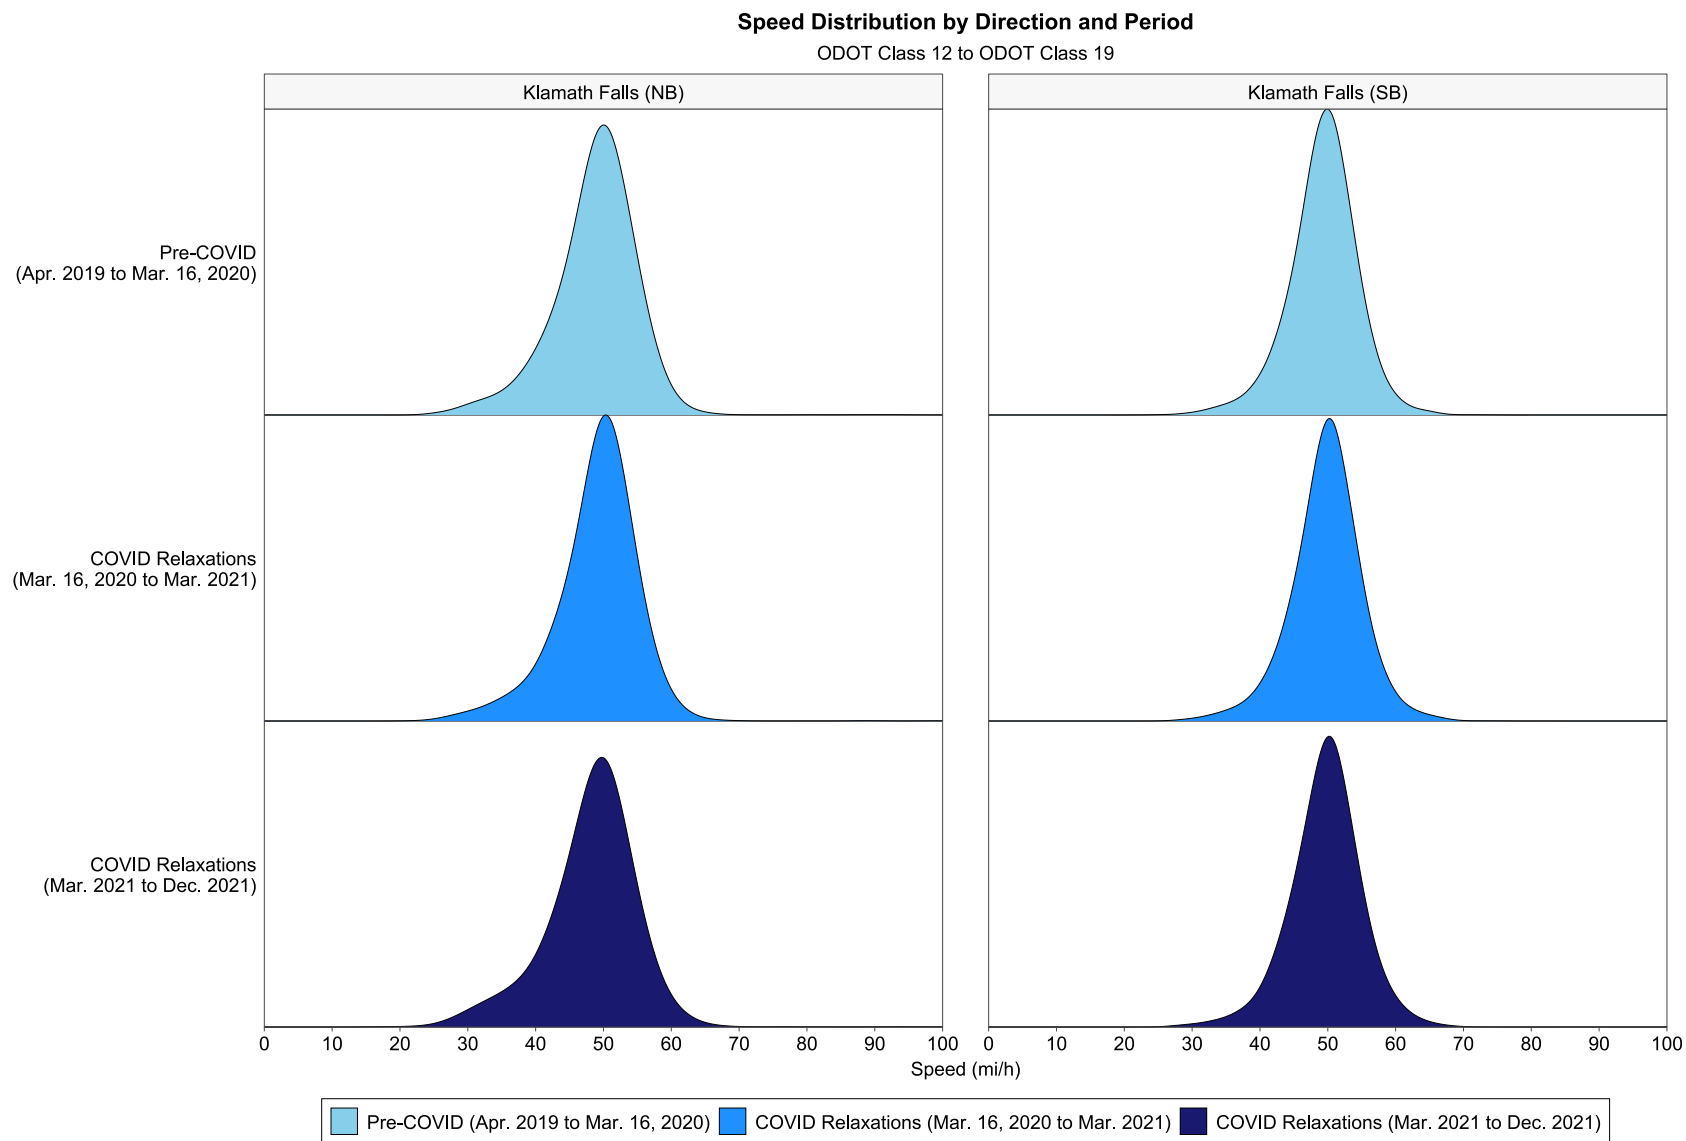 Speed Distribution by Direction and Period
ODOT Class 12 to ODOT Class 19
Klamath Falls (NB)
Klamath Falls (SB)
Pre-COVID
(Apr. 2019 to Mar. 16, 2020)
COVID Relaxations
(Mar. 16, 2020 to Mar. 2021)
COVID Relaxations
(Mar. 2021 to Dec. 2021)
0 10 20 30 40 50 60 70 80 90 100
0 10 20 30 40 50 60 70 80 90 100
Speed (mi/h)
Pre-COVID (Apr. 2019 to Mar. 16, 2020) COVID Relaxations (Mar. 16, 2020 to Mar. 2021) COVID Relaxations (Mar. 2021 to Dec. 2021)